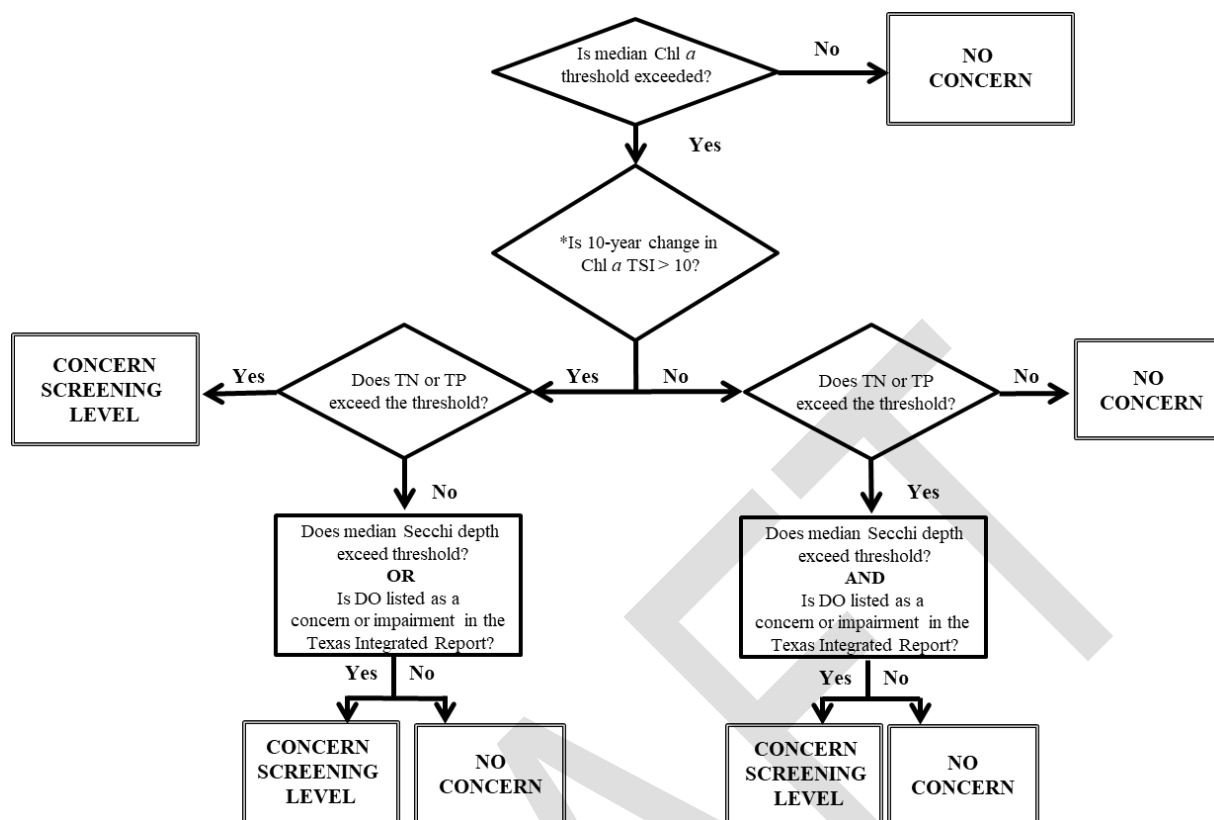 Is median Chl a
threshold exceeded?
No
NO
CONCERN
Yes
*Is 10-year change in
Chl a TSI > 10?
CONCERN
SCREENING
LEVEL
Yes
Does TN or TP
exceed the threshold?
Yes
No
Does TN or TP
exceed the threshold?
No
NO
CONCERN
No
Yes
Does median Secchi depth
exceed threshold?
OR
Is DO listed as a
concern or impairment in the
Texas Integrated Report?
Does median Secchi depth
exceed threshold?
AND
Is DO listed as a
concern or impairment in the
Texas Integrated Report?
Yes
No
Yes
No
CONCERN
SCREENING
LEVEL
NO
CONCERN
CONCERN
SCREENING
LEVEL
NO
CONCERN